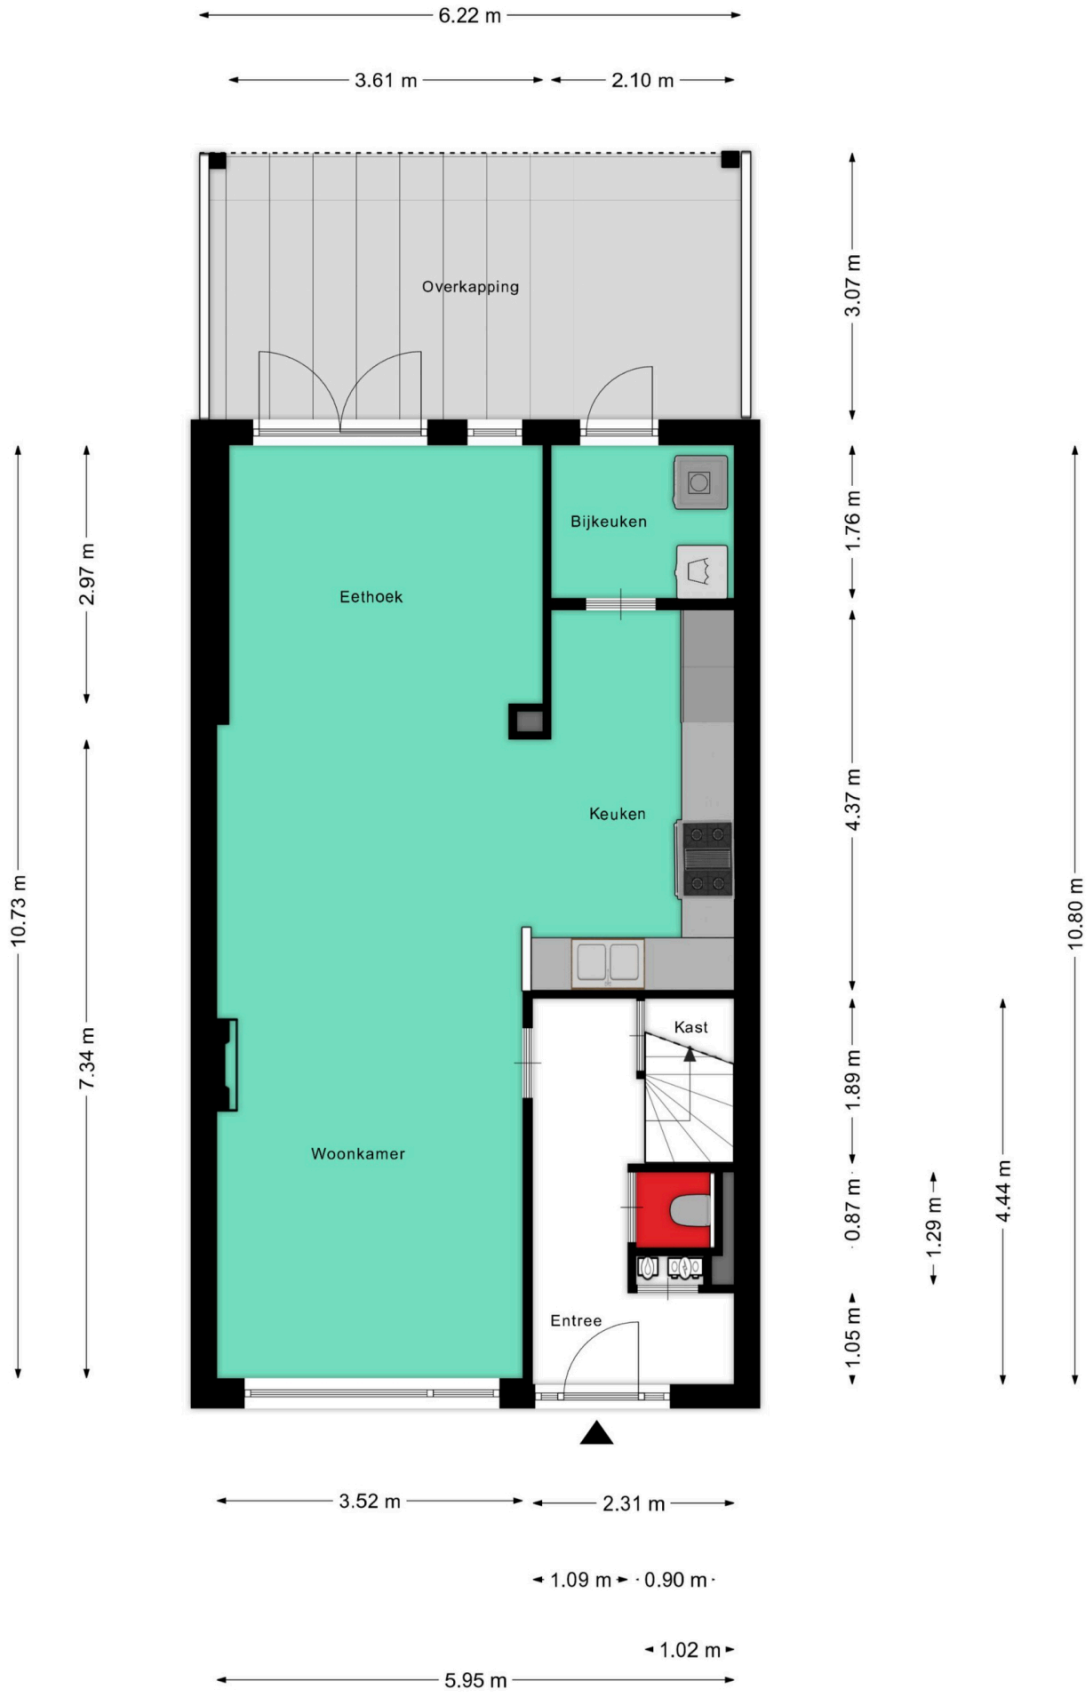 6.22 m
3.61 m
2.10 m
Overkapping
3.07 m
Bijkeuken
1.76 m
2.97 m
Eethoek
Keuken
4.37 m
10.73 m
10.80 m
Kast
7.34 m
1.89 m
Woonkamer
4.44 m
0.87 m
1.29 m
Entree
1.05 m
3.52 m
2.31 m
1.09 m
0.90 m
1.02 m
5.95 m